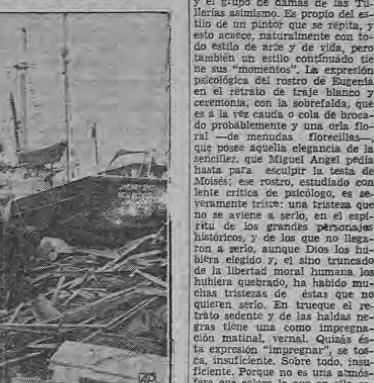 y el grupo de damas de las Tu-
llerías asimismo. Es propio del es-
tilo de un pintor que se repita, y
esto acaece, naturalmente con to-
do estilo de arte y de vida, pero
también un estilo continuado tie
ne sus "momentos". La expresión
psicológica del rostro de Eugenia
en el retrato de traje blanco y
ceremonia, con la sobrefalda, que
es a la vez cauda o cola de broca-
do probablemente y una orla flo-
ral —de menudas florecillas—,
que posee aquella elegancia de la
sencillez, que Miguel Angel pedía
hasta para esculpir la testa de
Moisés; ese rostro, estudiado con
lente crítica de psicólogo, es se-
veramente triste: una tristeza que
no se aviene a serlo, en el espí-
ritu de los grandes personajes
históricos, y de los que no llega-
ron a serlo, aunque Dios los hu-
biera elegido y, el sino truncado
de la libertad moral humana los
hubiera quebrado, ha habido mu-
chas tristezas de éstas que no
quieren serlo. En trueque el re-
trato sedente y de las haldas ne-
gras tiene una como impregna-
ción matinal, vernal. Quizás és-
ta expresión "impregnar", se tos-
ca, insuficiente. Sobre todo, insu-
ficiente. Porque no es una atmós-
AP